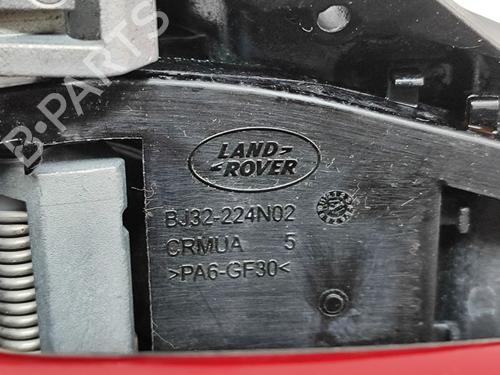 B-PARTS
LAND>
<-ROVER
BJ32-224N02
CRMUA 5
>PA6-GF30<